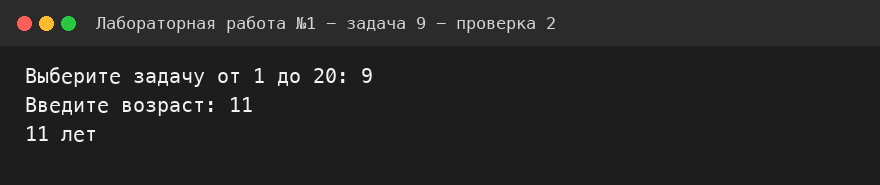 Лабораторная работа №1 — задача 9 — проверка 2
Выберите задачу от 1 до 20: 9
Введите возраст: 11
11 лет